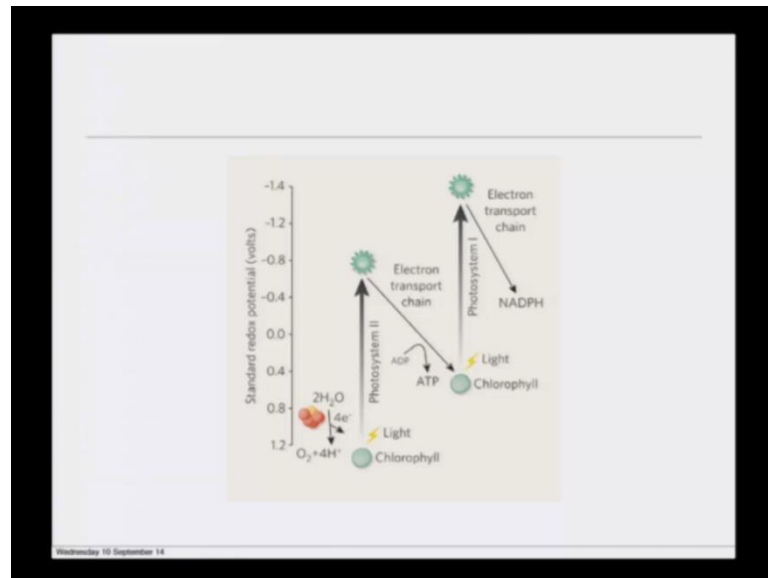 -1.4
-1.2
-0.8
-0.4
0.0
0.4
0.8
1.2
Standard redox potential (volts)
Electron
transport
chain
Photosystem I
NADPH
Electron
transport
chain
Photosystem II
ADP
ATP
Light
Chlorophyll
2H₂O
4e⁻
O₂+4H⁺
Light
Chlorophyll
Wednesday 10 September 14